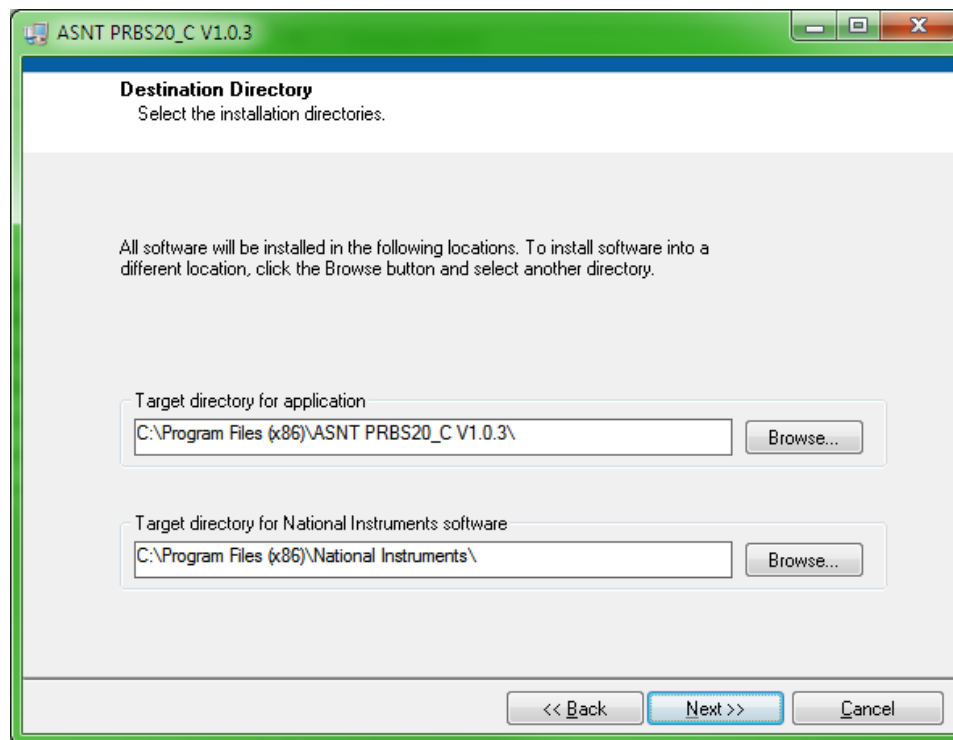 ASNT PRBS20_C V1.0.3
Destination Directory
Select the installation directories.
All software will be installed in the following locations. To install software into a
different location, click the Browse button and select another directory.
Target directory for application
C:\Program Files (x86)\ASNT PRBS20_C V1.0.3\
Browse...
Target directory for National Instruments software
C:\Program Files (x86)\National Instruments\
Browse...
<< Back
Next >>
Cancel